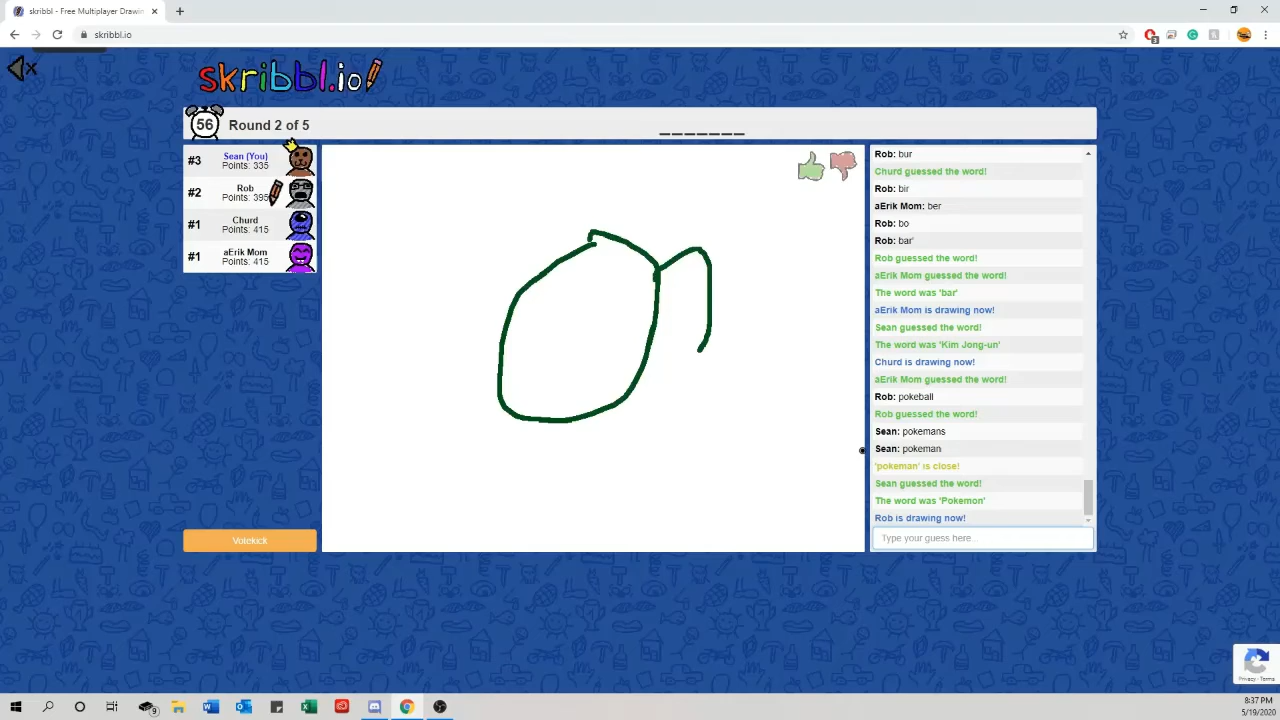 skribbl - Free Multiplayer Drawin
skribbl.io
3
skribbl.io
56
Round 2 of 5
_______
#3
Sean (You)
Points: 335
#2
Rob
Points: 395
#1
Churd
Points: 415
#1
aErik Mom
Points: 415
Votekick
Rob: bur
Churd guessed the word!
Rob: bir
aErik Mom: ber
Rob: bo
Rob: bar'
Rob guessed the word!
aErik Mom guessed the word!
The word was 'bar'
aErik Mom is drawing now!
Sean guessed the word!
The word was 'Kim Jong-un'
Churd is drawing now!
aErik Mom guessed the word!
Rob: pokeball
Rob guessed the word!
Sean: pokemans
Sean: pokeman
'pokeman' is close!
Sean guessed the word!
The word was 'Pokemon'
Rob is drawing now!
Type your guess here...
Privacy - Terms
9
8:37 PM
5/19/2020